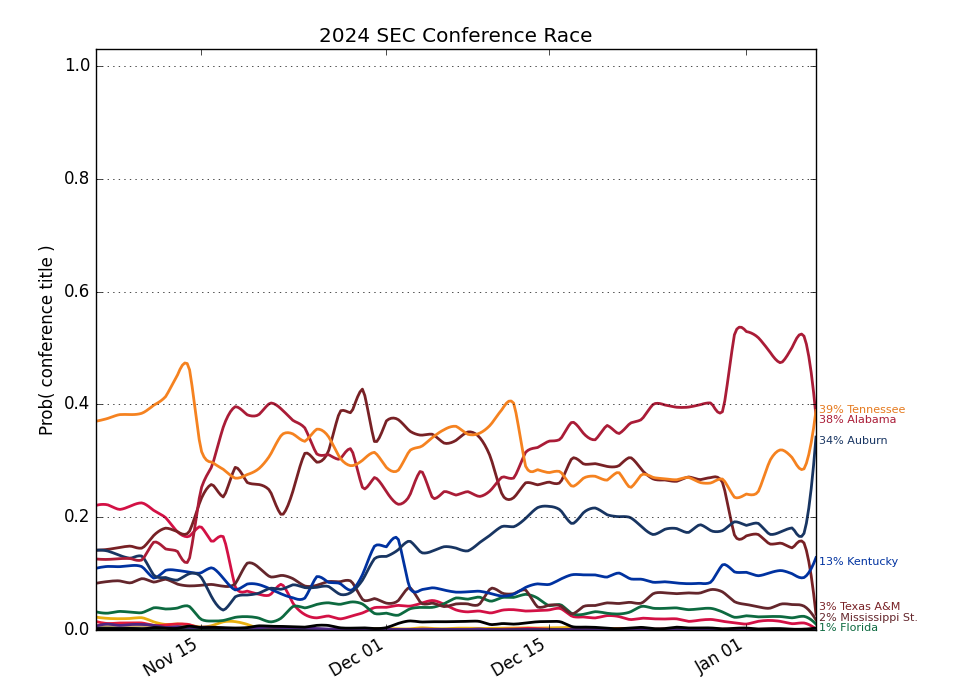 2024 SEC Conference Race
Prob( conference title )
1.0
0.8
0.6
0.4
0.2
0.0
Nov 15
Dec 01
Dec 15
Jan 01
39% Tennessee
38% Alabama
34% Auburn
13% Kentucky
3% Texas A&M
2% Mississippi St.
1% Florida